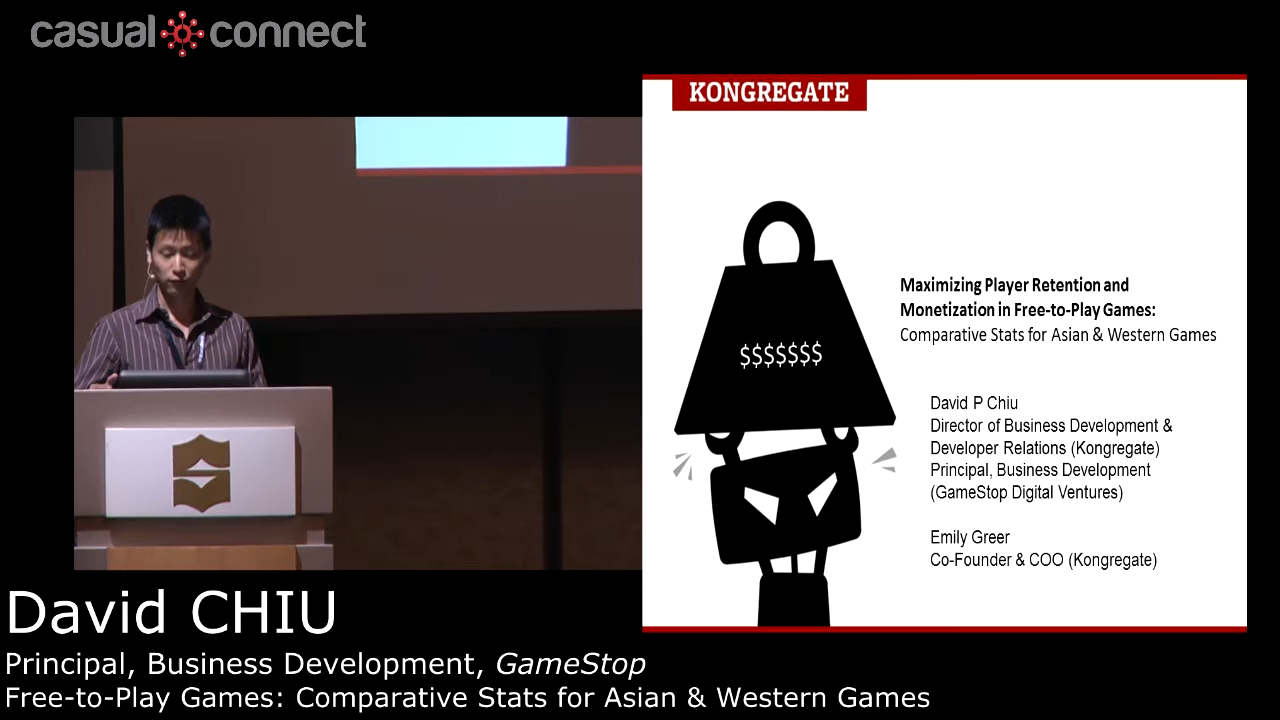 casual connect
KONGREGATE
$$$$$$$
Maximizing Player Retention and
Monetization in Free-to-Play Games:
Comparative Stats for Asian & Western Games
David P Chiu
Director of Business Development &
Developer Relations (Kongregate)
Principal, Business Development
(GameStop Digital Ventures)
Emily Greer
Co-Founder & COO (Kongregate)
David CHIU
Principal, Business Development, GameStop
Free-to-Play Games: Comparative Stats for Asian & Western Games